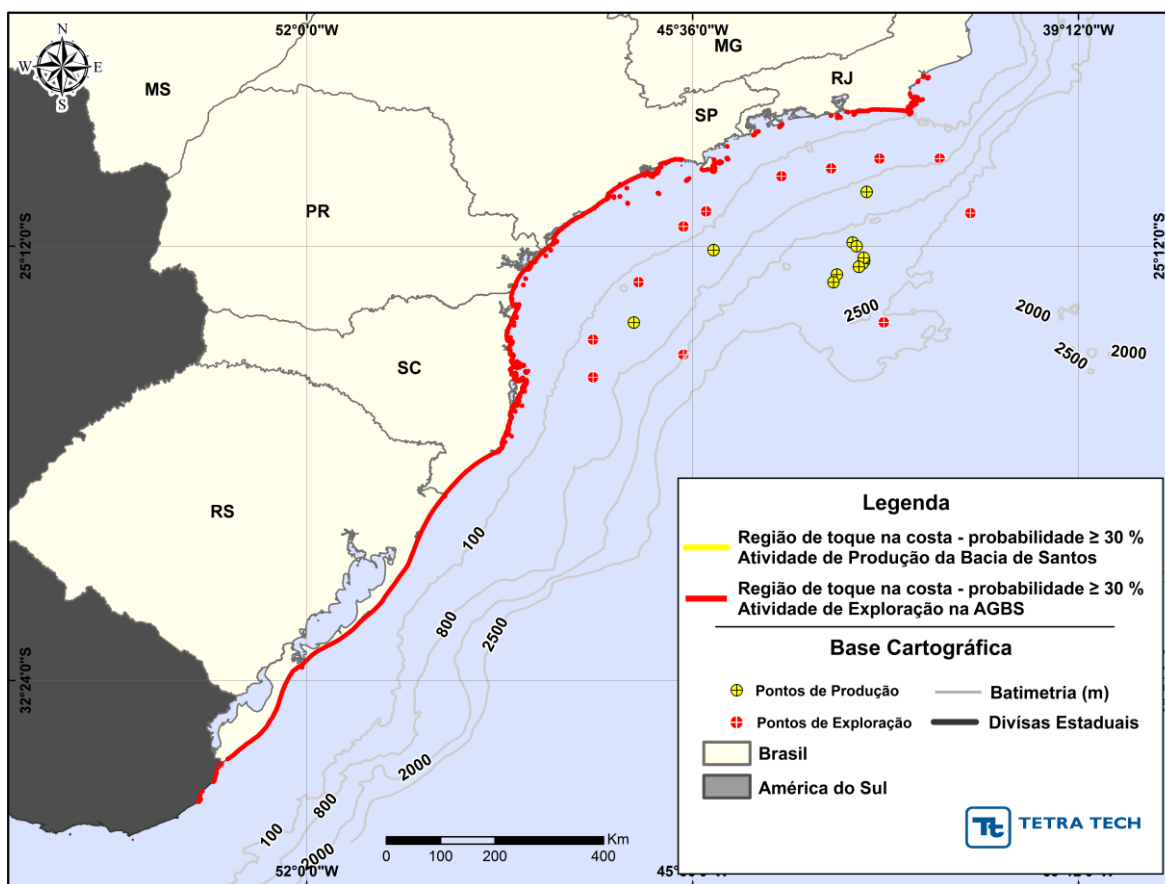 52°0'0"W
45°36'0"W
39°12'0"W
N
W
E
S
MG
RJ
MS
SP
25°12'0"S
25°12'0"S
PR
2500
2000
2500
2000
SC
RS
100
800
2500
2000
32°24'0"S
100
800
2000
Legenda
Região de toque na costa - probabilidade ≥ 30 %
Atividade de Produção da Bacia de Santos
Região de toque na costa - probabilidade ≥ 30 %
Atividade de Exploração na AGBS
Base Cartográfica
Pontos de Produção
Batimetria (m)
Pontos de Exploração
Divísas Estaduais
Brasil
América do Sul
Tt TETRA TECH
Km
0 100 200 400
52°0'0"W